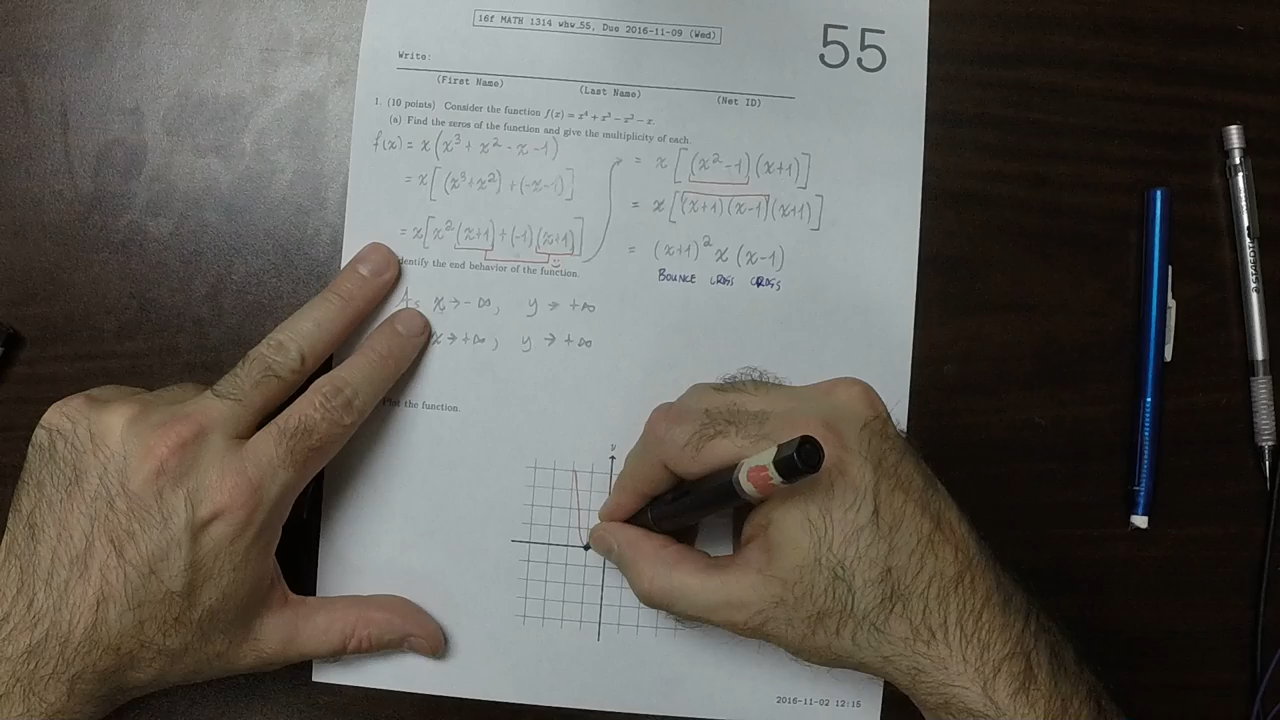 16f MATH 1314 whw_55, Due 2016-11-09 (Wed)
55
Write:
(First Name) (Last Name) (Net ID)
1. (10 points) Consider the function f(x) = x⁴ + x³ − x² − x.
(a) Find the zeros of the function and give the multiplicity of each.
f(x) = x(x³ + x² - x - 1)
= x[(x³+x²) + (-x-1)]
= x[x²(x+1) + (-1)(x+1)]
= x[(x²-1)(x+1)]
= x[(x+1)(x-1)(x+1)]
= (x+1)² x (x-1)
BOUNCE CROSS CROSS
identify the end behavior of the function.
As x → -∞, y → +∞
x → +∞, y → +∞
Plot the function.
y
2016-11-02 12:15